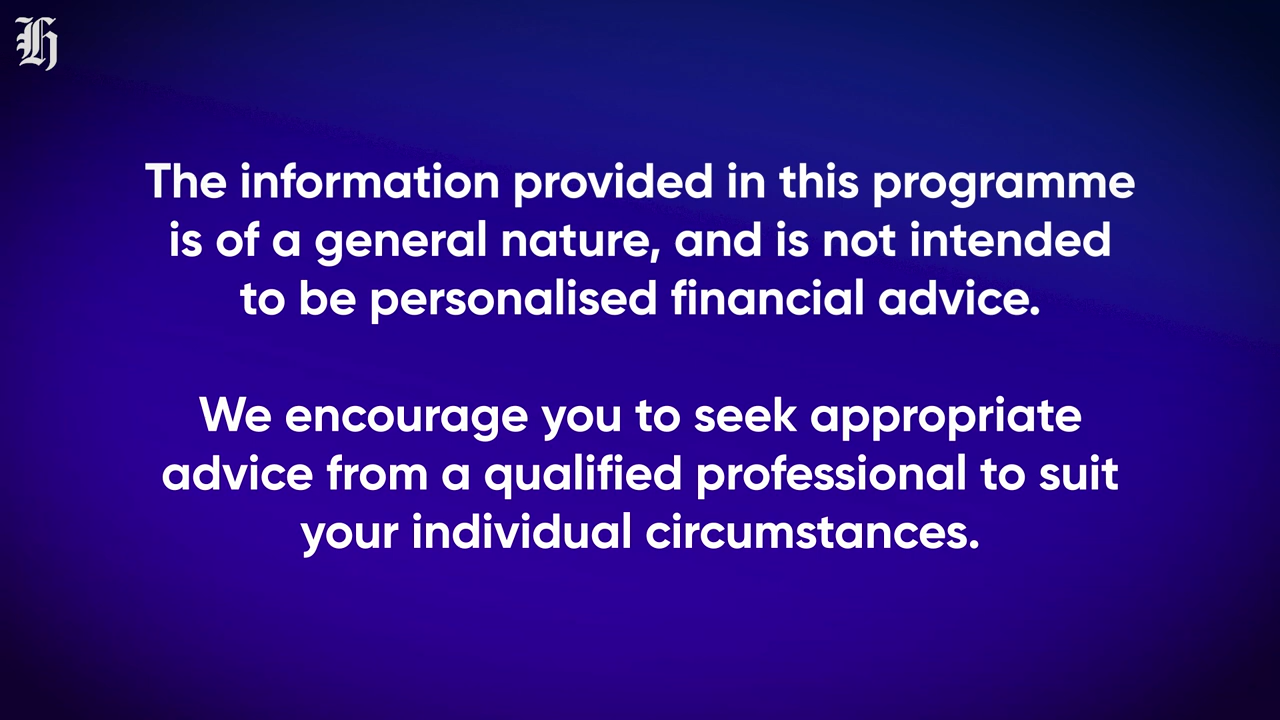 H
The information provided in this programme
is of a general nature, and is not intended
to be personalised financial advice.
We encourage you to seek appropriate
advice from a qualified professional to suit
your individual circumstances.